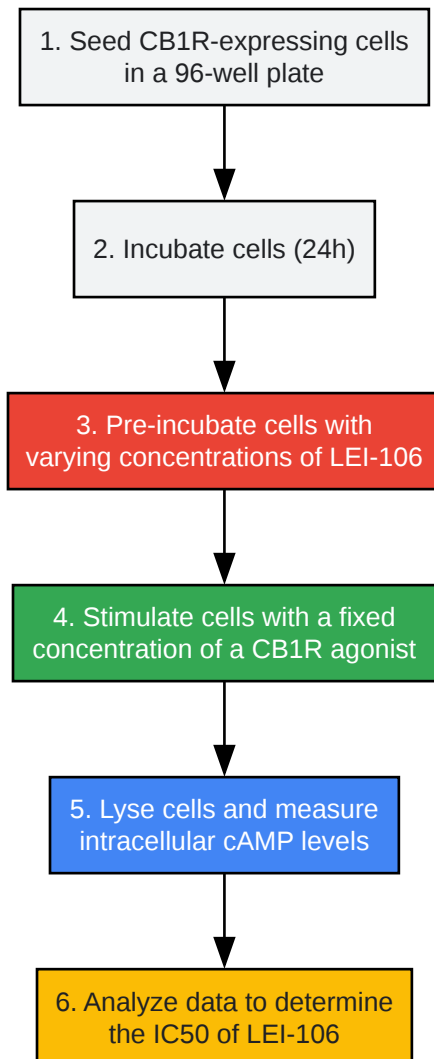 1. Seed CB1R-expressing cells
in a 96-well plate
2. Incubate cells (24h)
3. Pre-incubate cells with
varying concentrations of LEI-106
4. Stimulate cells with a fixed
concentration of a CB1R agonist
5. Lyse cells and measure
intracellular cAMP levels
6. Analyze data to determine
the IC50 of LEI-106